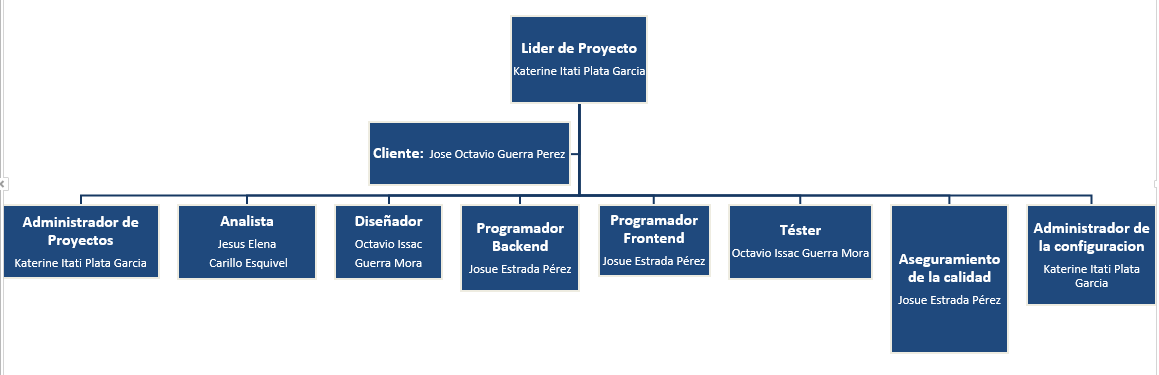 Lider de Proyecto
Katerine Itati Plata Garcia
Cliente: Jose Octavio Guerra Perez
Administrador de
Proyectos
Katerine Itati Plata Garcia
Analista
Jesus Elena
Carillo Esquivel
Diseñador
Octavio Issac
Guerra Mora
Programador
Backend
Josue Estrada Pérez
Programador
Frontend
Josue Estrada Pérez
Téster
Octavio Issac Guerra Mora
Aseguramiento
de la calidad
Josue Estrada Pérez
Administrador de
la configuracion
Katerine Itati Plata
Garcia